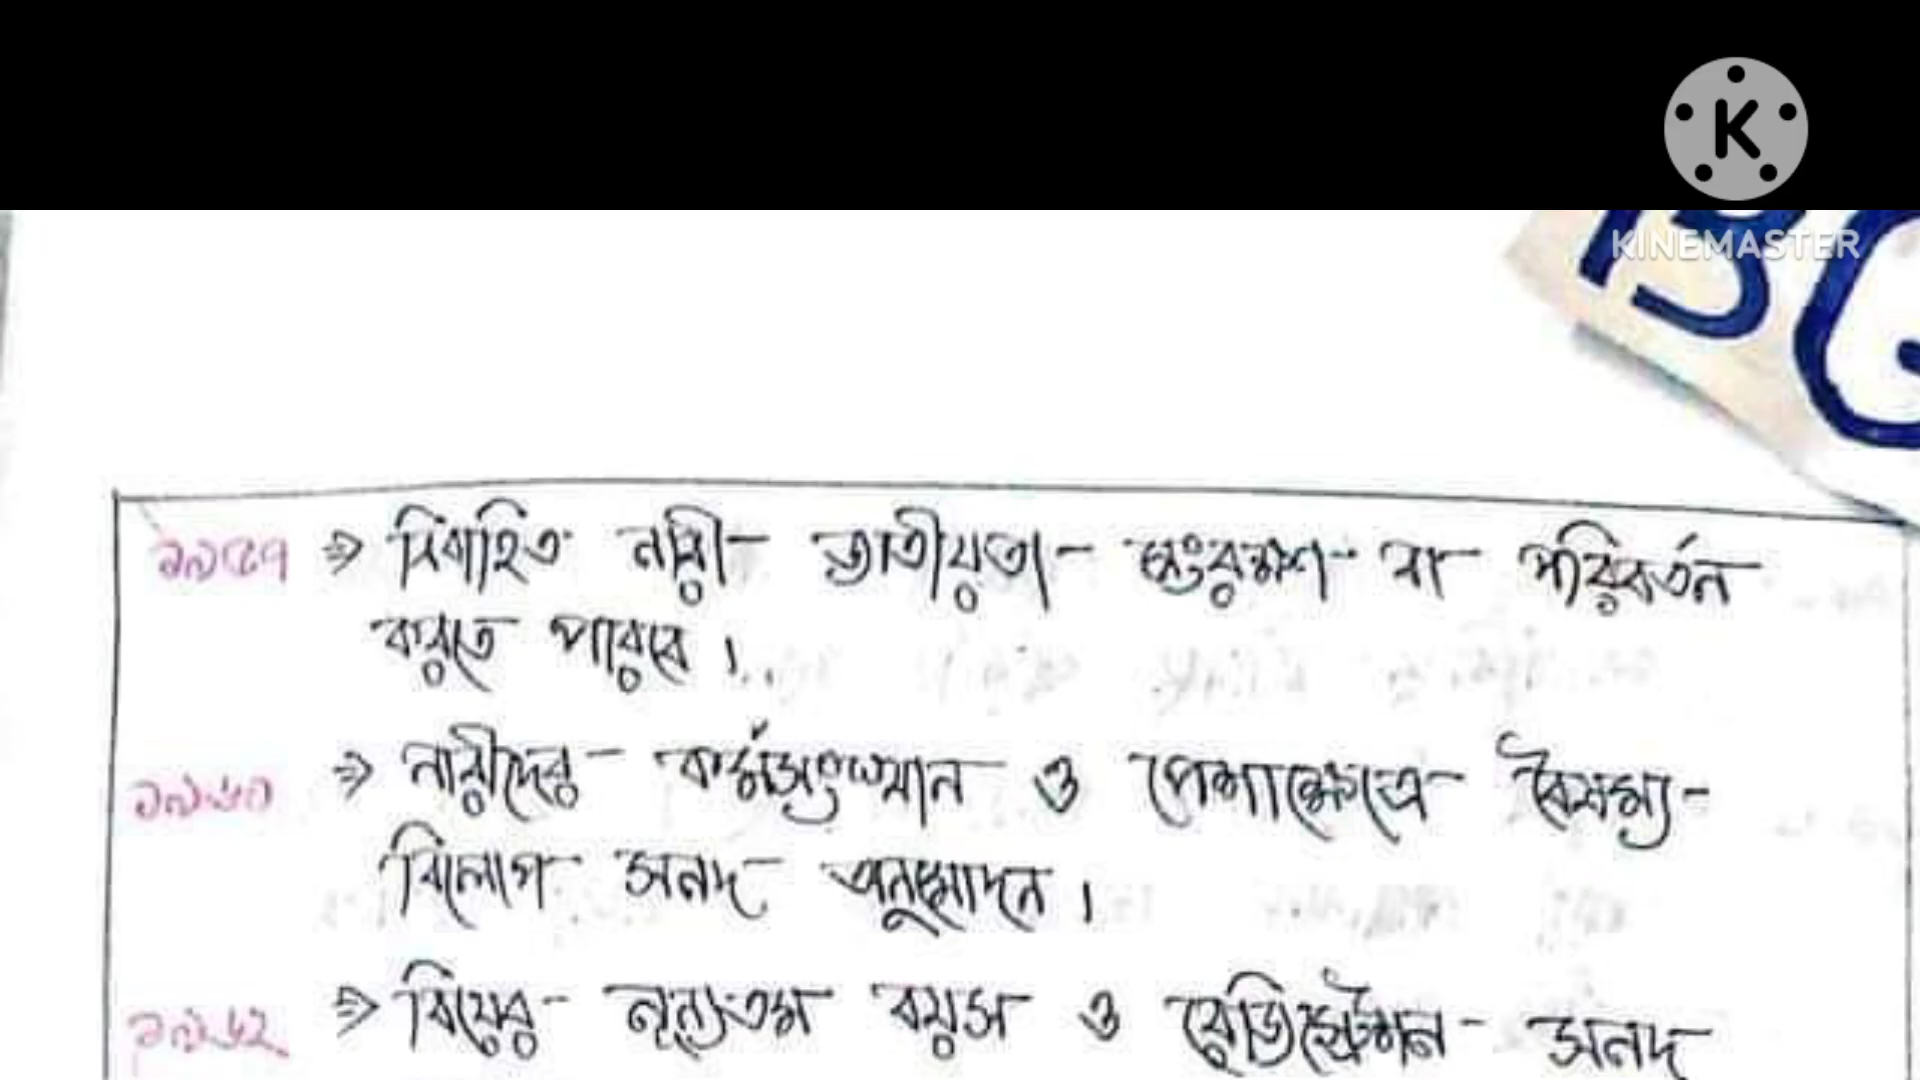 K
KINEMASTER
১৯৫৭ ⇒ বিবাহিত নারী- জাতীয়তা- সংরক্ষণ- বা পরিবর্তন
করতে পারবে।
১৯৬০ ⇒ নারীদের- কর্মসংস্থান ও পেশাক্ষেত্রে- বৈষম্য-
বিলোপ সনদ অনুমোদন।
১৯৬২ ⇒ বিয়ের- নূন্যতম বয়স ও রেজিস্ট্রেশন- সনদ